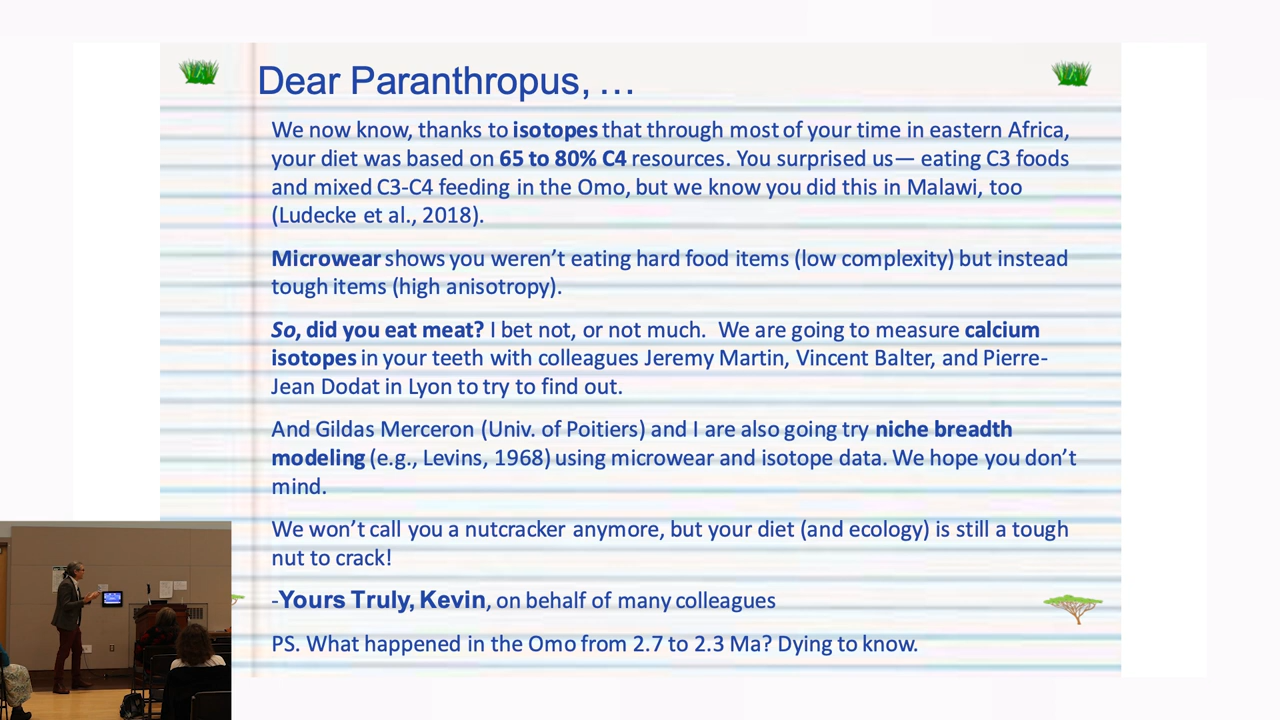 Dear Paranthropus, …
We now know, thanks to isotopes that through most of your time in eastern Africa,
your diet was based on 65 to 80% C4 resources. You surprised us— eating C3 foods
and mixed C3-C4 feeding in the Omo, but we know you did this in Malawi, too
(Ludecke et al., 2018).
Microwear shows you weren’t eating hard food items (low complexity) but instead
tough items (high anisotropy).
So, did you eat meat? I bet not, or not much. We are going to measure calcium
isotopes in your teeth with colleagues Jeremy Martin, Vincent Balter, and Pierre-
Jean Dodat in Lyon to try to find out.
And Gildas Merceron (Univ. of Poitiers) and I are also going try niche breadth
modeling (e.g., Levins, 1968) using microwear and isotope data. We hope you don’t
mind.
We won’t call you a nutcracker anymore, but your diet (and ecology) is still a tough
nut to crack!
-Yours Truly, Kevin, on behalf of many colleagues
PS. What happened in the Omo from 2.7 to 2.3 Ma? Dying to know.